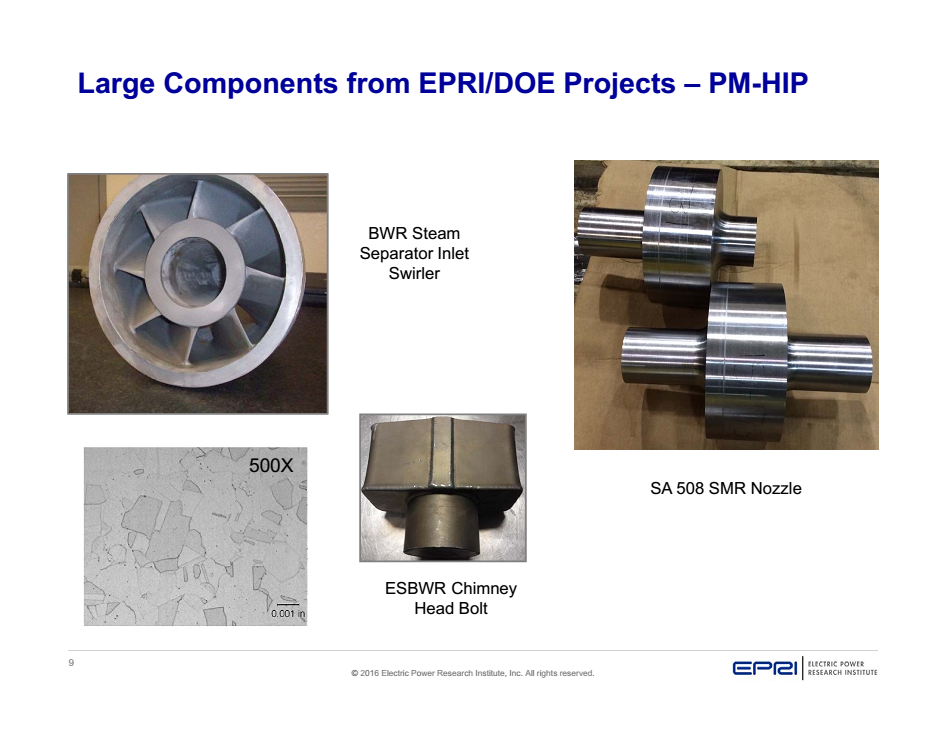 Large Components from EPRI/DOE Projects – PM-HIP
BWR Steam
Separator Inlet
Swirler
500X
0.001 in
SA 508 SMR Nozzle
ESBWR Chimney
Head Bolt
9
© 2016 Electric Power Research Institute, Inc. All rights reserved.
EPRI
ELECTRIC POWER
RESEARCH INSTITUTE